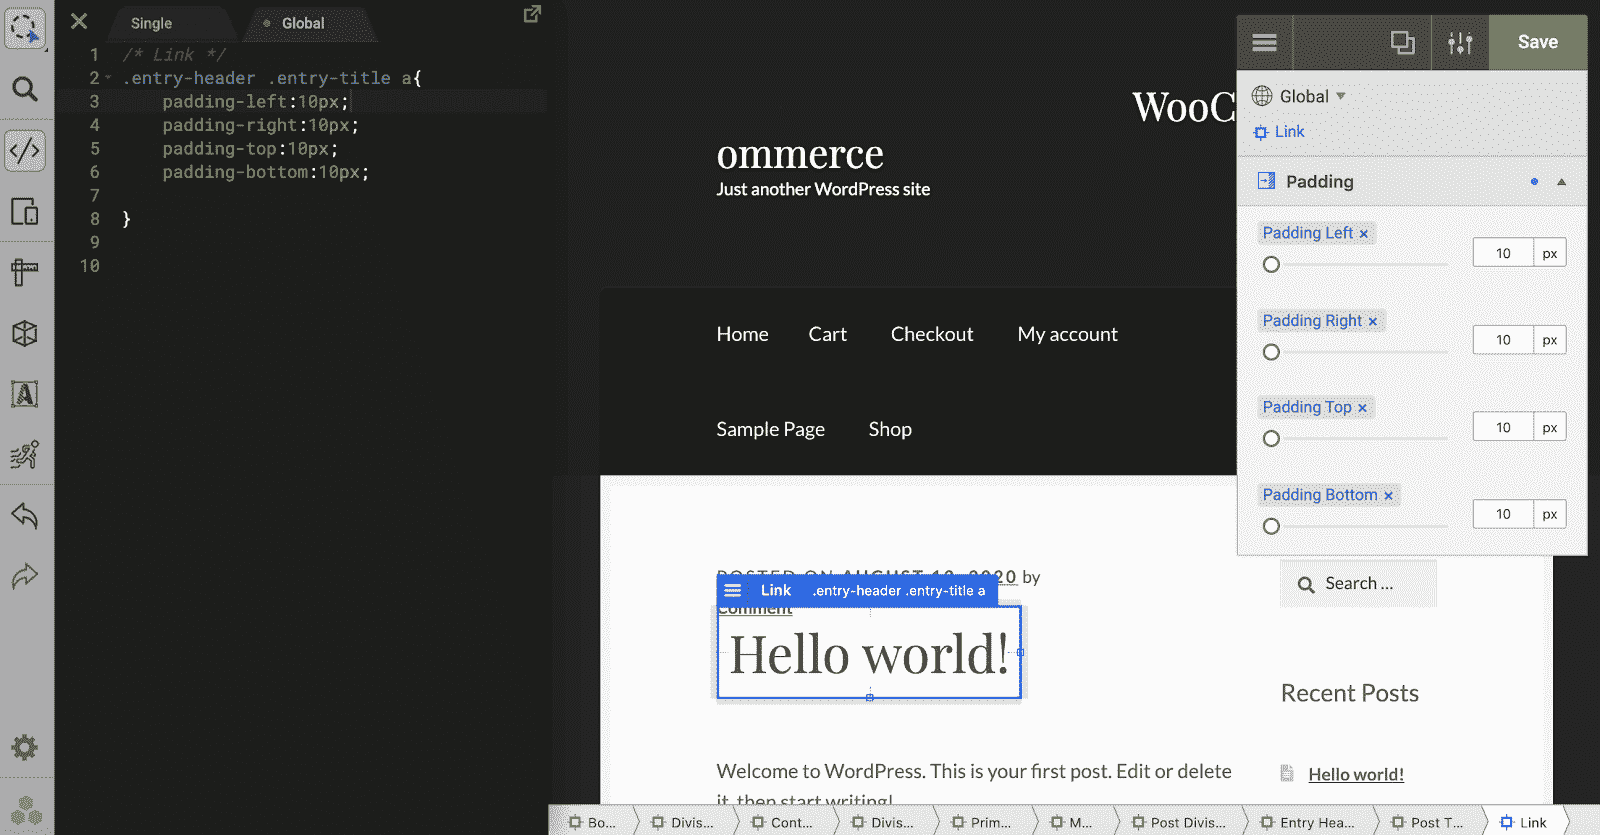 Single
Global
1 /* Link */
2 .entry-header .entry-title a{
3 padding-left:10px;
4 padding-right:10px;
5 padding-top:10px;
6 padding-bottom:10px;
7
8 }
9
10
WooC
ommerce
Just another WordPress site
Home Cart Checkout My account
Sample Page Shop
Save
Global
Link
Padding
Padding Left ×
10 px
Padding Right ×
10 px
Padding Top ×
10 px
Padding Bottom ×
10 px
POSTED ON AUGUST 10, 2020 by
Link .entry-header .entry-title a
Comment
Hello world!
Welcome to WordPress. This is your first post. Edit or delete
it, then start writing!
Search ...
Recent Posts
Hello world!
Bo... Divis... Cont... Divis... Prim... M... Post Divis... Entry Hea... Post T... Link